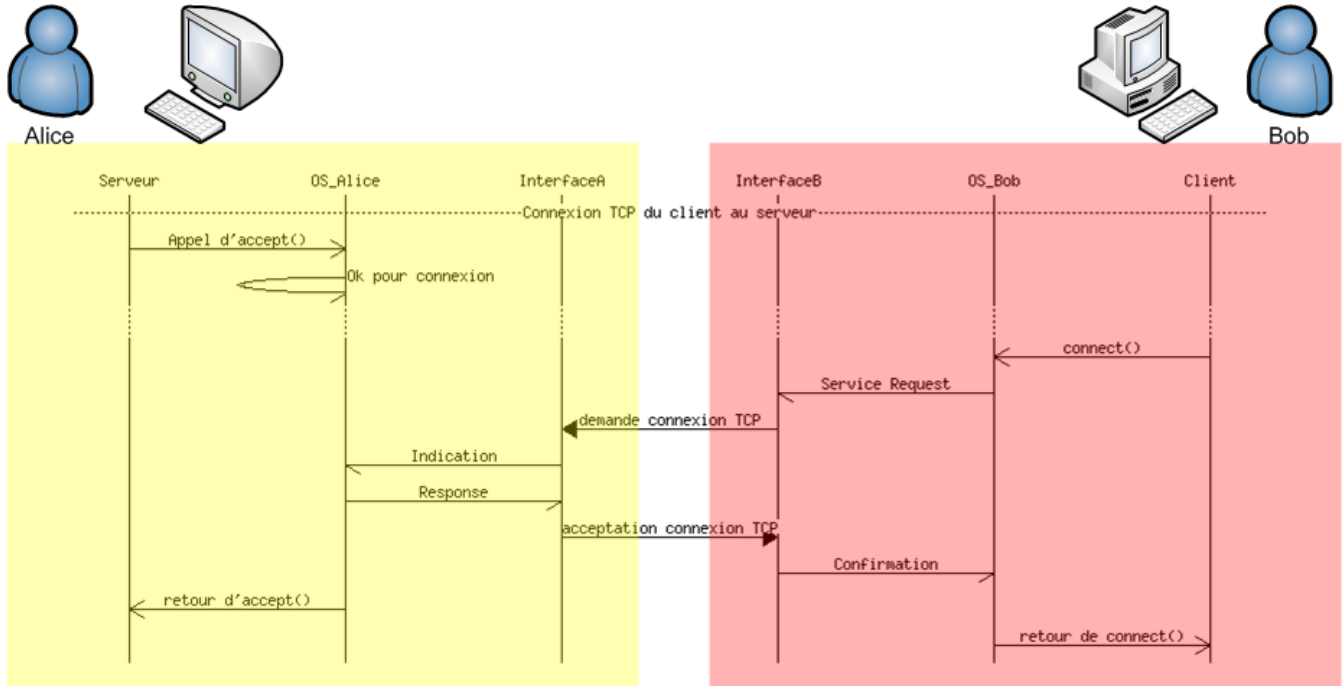 Alice
Bob
Serveur OS_Alice InterfaceA InterfaceB OS_Bob Client
Connexion TCP du client au serveur
Appel d'accept()
Ok pour connexion
connect()
Service Request
demande connexion TCP
Indication
Response
acceptation connexion TCP
Confirmation
retour d'accept()
retour de connect()